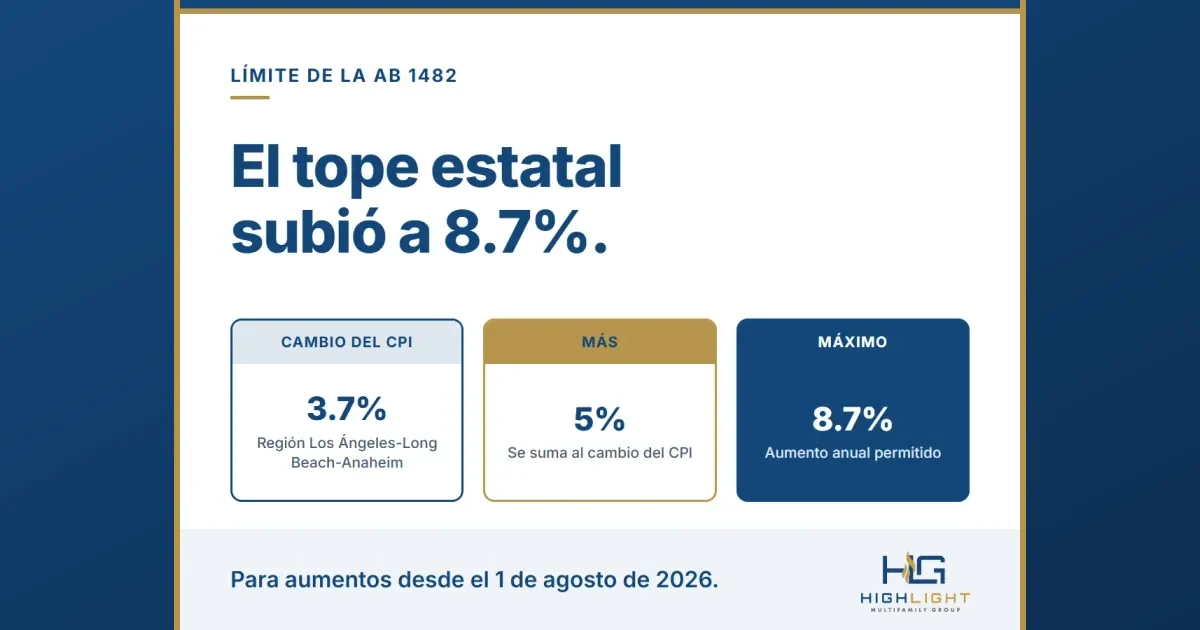 LÍMITE DE LA AB 1482
El tope estatal
subió a 8.7%.
CAMBIO DEL CPI
3.7%
Región Los Ángeles-Long
Beach-Anaheim
MÁS
5%
Se suma al cambio del CPI
MÁXIMO
8.7%
Aumento anual permitido
Para aumentos desde el 1 de agosto de 2026.
HLG
HIGHLIGHT
MULTIFAMILY GROUP